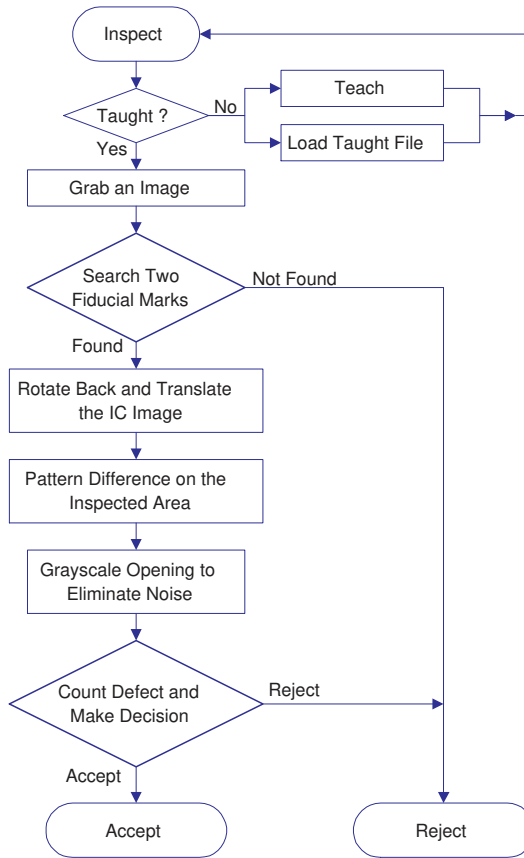 Inspect
Taught ?
No
Teach
Load Taught File
Yes
Grab an Image
Search Two
Fiducial Marks
Not Found
Found
Rotate Back and Translate
the IC Image
Pattern Difference on the
Inspected Area
Grayscale Opening to
Eliminate Noise
Count Defect and
Make Decision
Reject
Accept
Accept
Reject